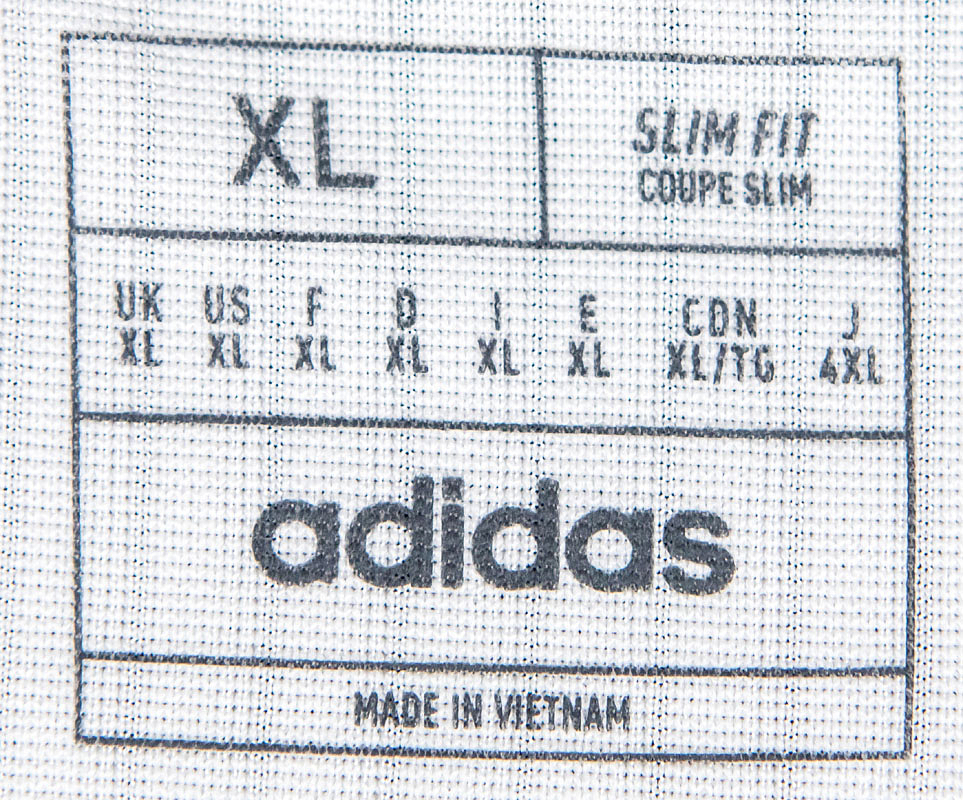 XL
SLIM FIT
COUPE SLIM
UK US F D I E CDN J
XL XL XL XL XL XL XL/TG 4XL
adidas
MADE IN VIETNAM